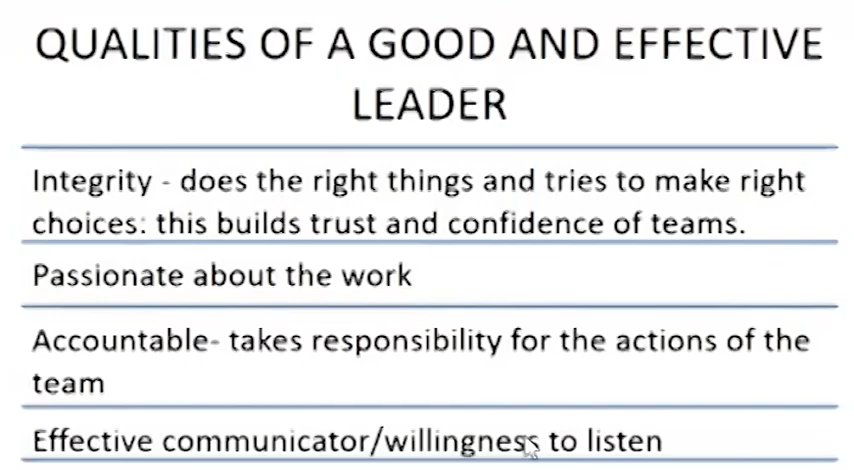 QUALITIES OF A GOOD AND EFFECTIVE
LEADER
Integrity - does the right things and tries to make right
choices: this builds trust and confidence of teams.
Passionate about the work
Accountable- takes responsibility for the actions of the
team
Effective communicator/willingness to listen